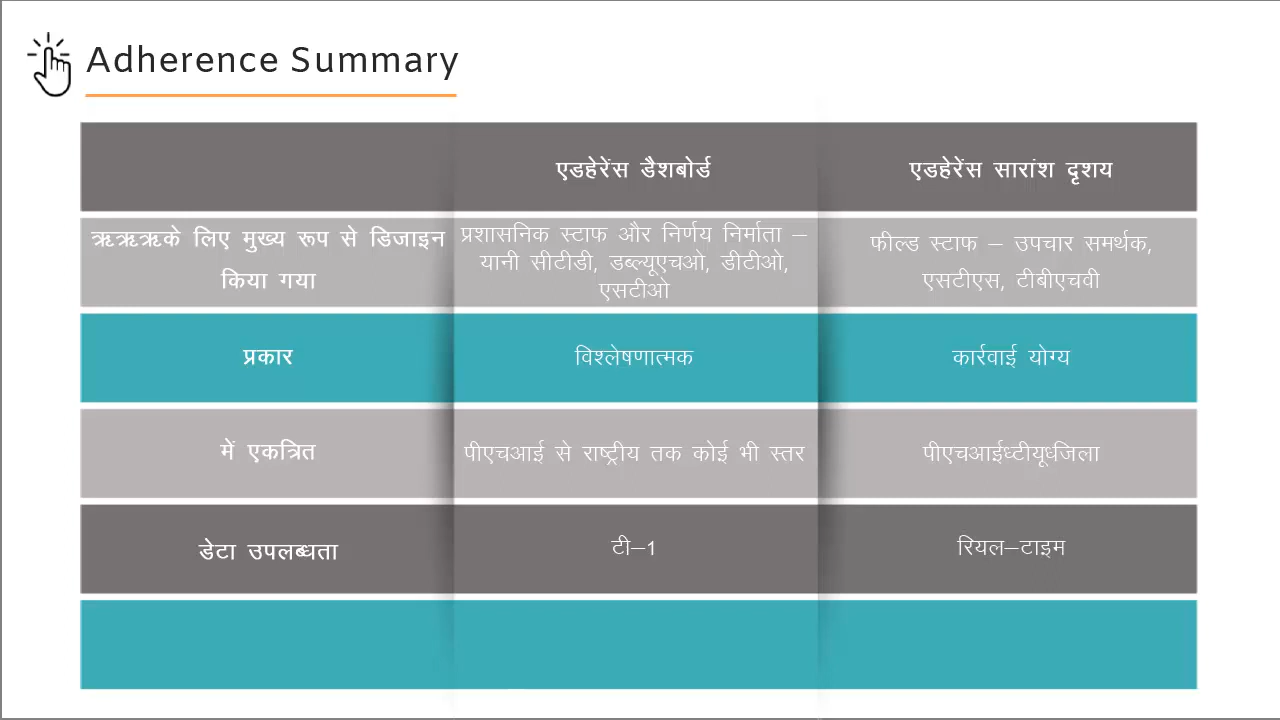 Adherence Summary
एडहेरेंस डैशबोर्ड
एडहेरेंस सारांश दृशय
ऋऋऋके लिए मुख्य रूप से डिजाइन
किया गया
प्रशासनिक स्टाफ और निर्णय निर्माता –
यानी सीटीडी, डब्ल्यूएचओ, डीटीओ,
एसटीओ
फील्ड स्टाफ – उपचार समर्थक,
एसटीएस, टीबीएचवी
प्रकार
विश्लेषणात्मक
कार्रवाई योग्य
में एकत्रित
पीएचआई से राष्ट्रीय तक कोई भी स्तर
पीएचआईध्टीयूर्धजिला
डेटा उपलब्धता
टी–1
रियल–टाइम